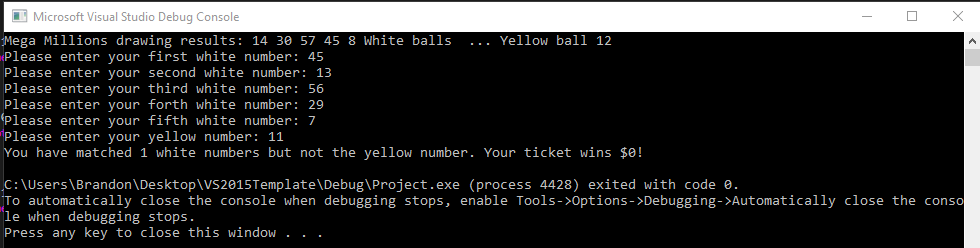 Microsoft Visual Studio Debug Console
Mega Millions drawing results: 14 30 57 45 8 White balls  ... Yellow ball 12
Please enter your first white number: 45
Please enter your second white number: 13
Please enter your third white number: 56
Please enter your forth white number: 29
Please enter your fifth white number: 7
Please enter your yellow number: 11
You have matched 1 white numbers but not the yellow number. Your ticket wins $0!
C:\Users\Brandon\Desktop\VS2015Template\Debug\Project.exe (process 4428) exited with code 0.
To automatically close the console when debugging stops, enable Tools->Options->Debugging->Automatically close the conso
le when debugging stops.
Press any key to close this window . . .